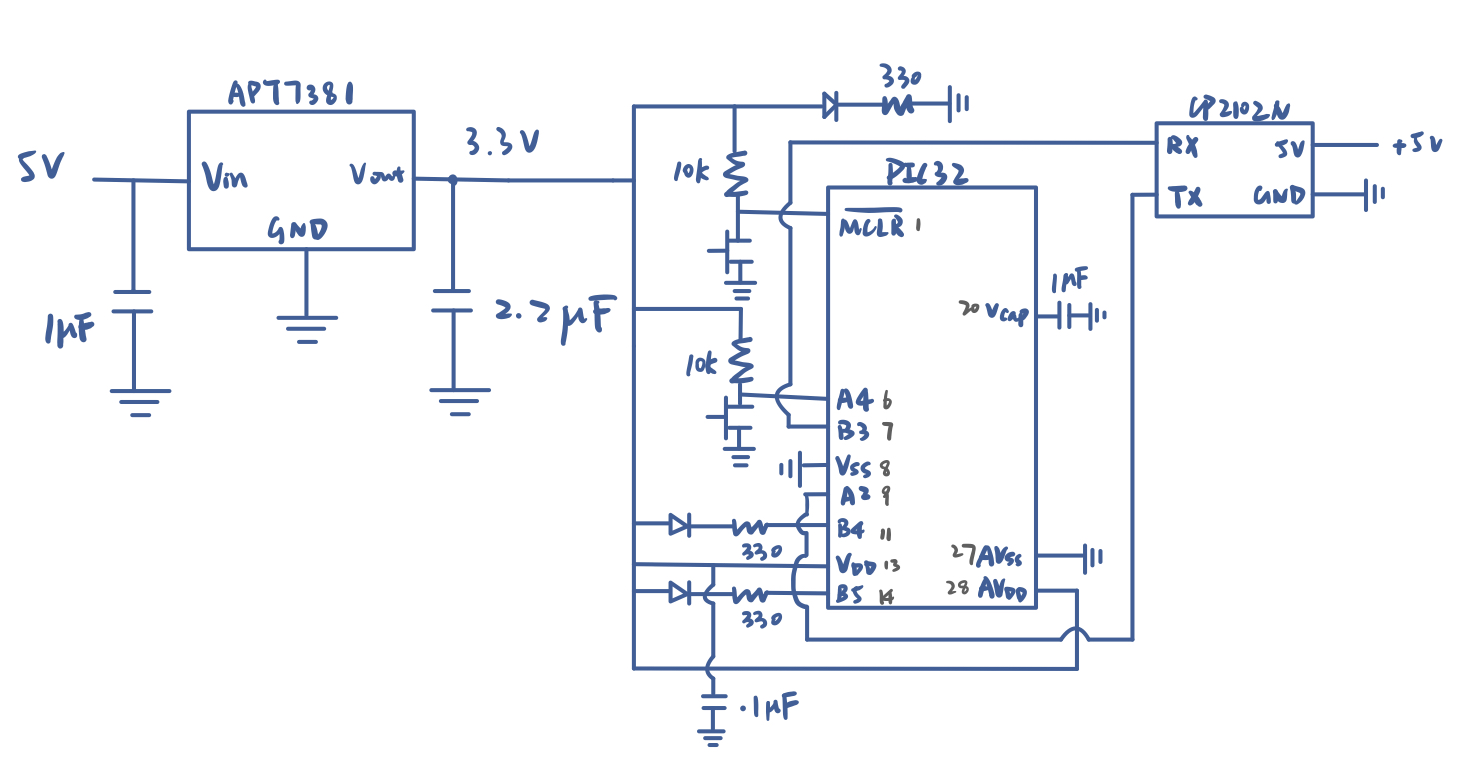 APT7381
5V
Vin
Vout
GND
3.3V
1μF
2.2μF
330
10k
10k
PIC32
MCLR 1
20 Vcap
1μF
A4 6
B3 7
Vss 8
A2 9
B4 11
VDD 13
B5 14
27 AVss
28 AVDD
330
330
.1μF
CP2102N
RX
5V
+5V
TX
GND